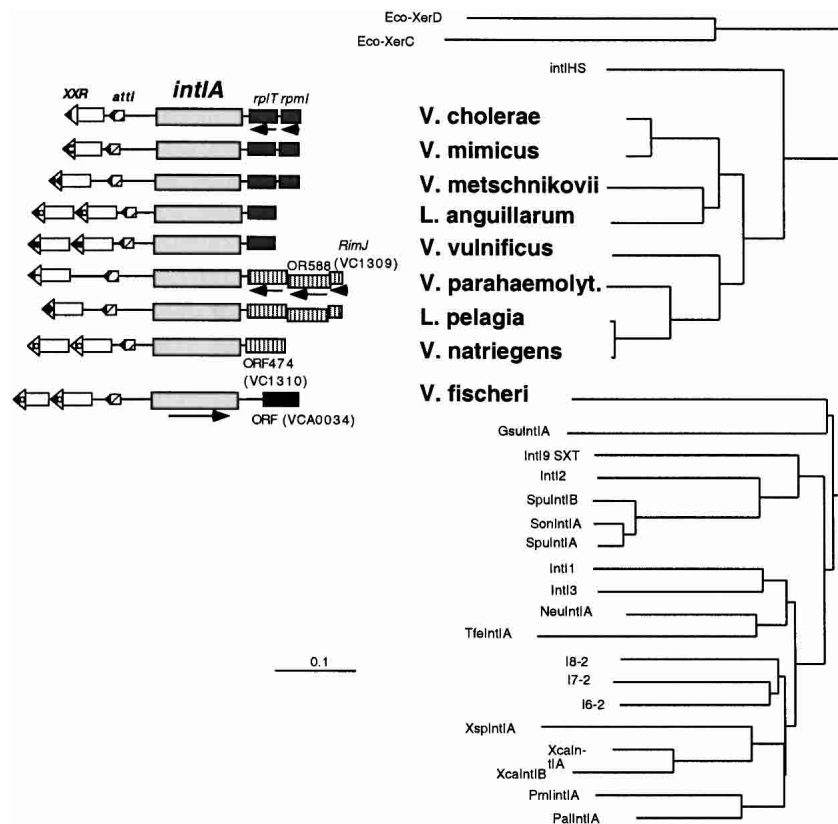 Eco-XerD
Eco-XerC
intIHS
intIA
XXR attI rplT rpmI
V. cholerae
V. mimicus
V. metschnikovii
L. anguillarum
V. vulnificus
RimJ
OR588 (VC1309)
V. parahaemolyt.
L. pelagia
V. natriegens
ORF474
(VC1310)
V. fischeri
ORF (VCA0034)
GsuIntIA
IntI9 SXT
IntI2
SpuIntIB
SonIntIA
SpuIntIA
IntI1
IntI3
NeuIntIA
TfeIntIA
0.1
I8-2
I7-2
I6-2
XspIntIA
XcaIn-
tIA
XcaIntIB
PmIintIA
PalIntIA